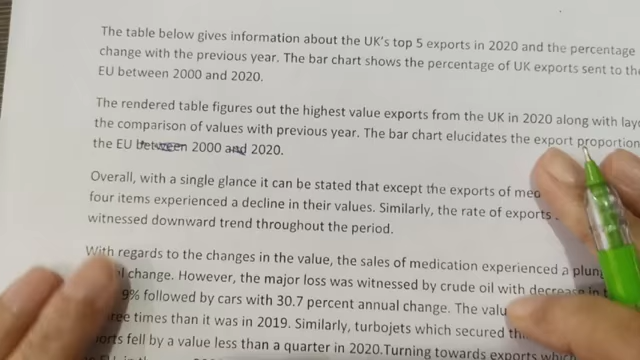 The table below gives information about the UK's top 5 exports in 2020 and the percentage
change with the previous year. The bar chart shows the percentage of UK exports sent to the
EU between 2000 and 2020.
The rendered table figures out the highest value exports from the UK in 2020 along with
the comparison of values with previous year. The bar chart elucidates the export proportion
the EU between 2000 and 2020.
Overall, with a single glance it can be stated that except the exports of
four items experienced a decline in their values. Similarly, the rate of exports
witnessed downward trend throughout the period.
With regards to the changes in the value, the sales of medication experienced a
change. However, the major loss was witnessed by crude oil with decrease in
9% followed by cars with 30.7 percent annual change. The
times than it was in 2019. Similarly, turbojets which secured
fell by a value less than a quarter in 2020.Turning towards exports which